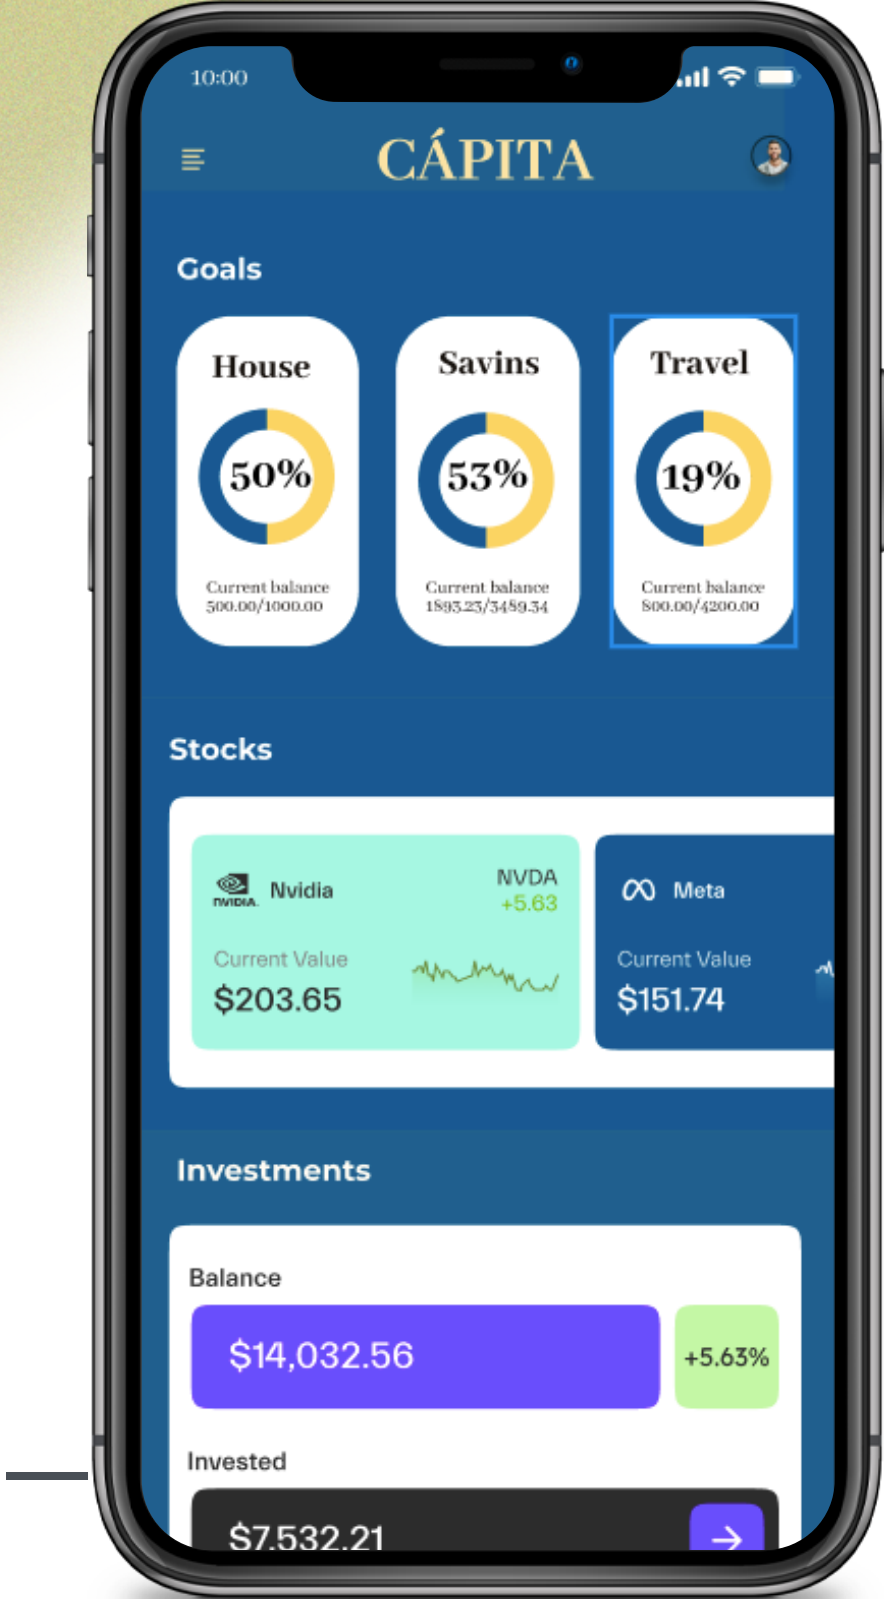 10:00
CÁPITA
Goals
House
50%
Current balance
500.00/1000.00
Savins
53%
Current balance
1893.23/3489.34
Travel
19%
Current balance
800.00/4200.00
Stocks
NVIDIA.
Nvidia
NVDA
+5.63
Current Value
$203.65
Meta
Current Value
$151.74
Investments
Balance
$14,032.56
+5.63%
Invested
$7,532.21